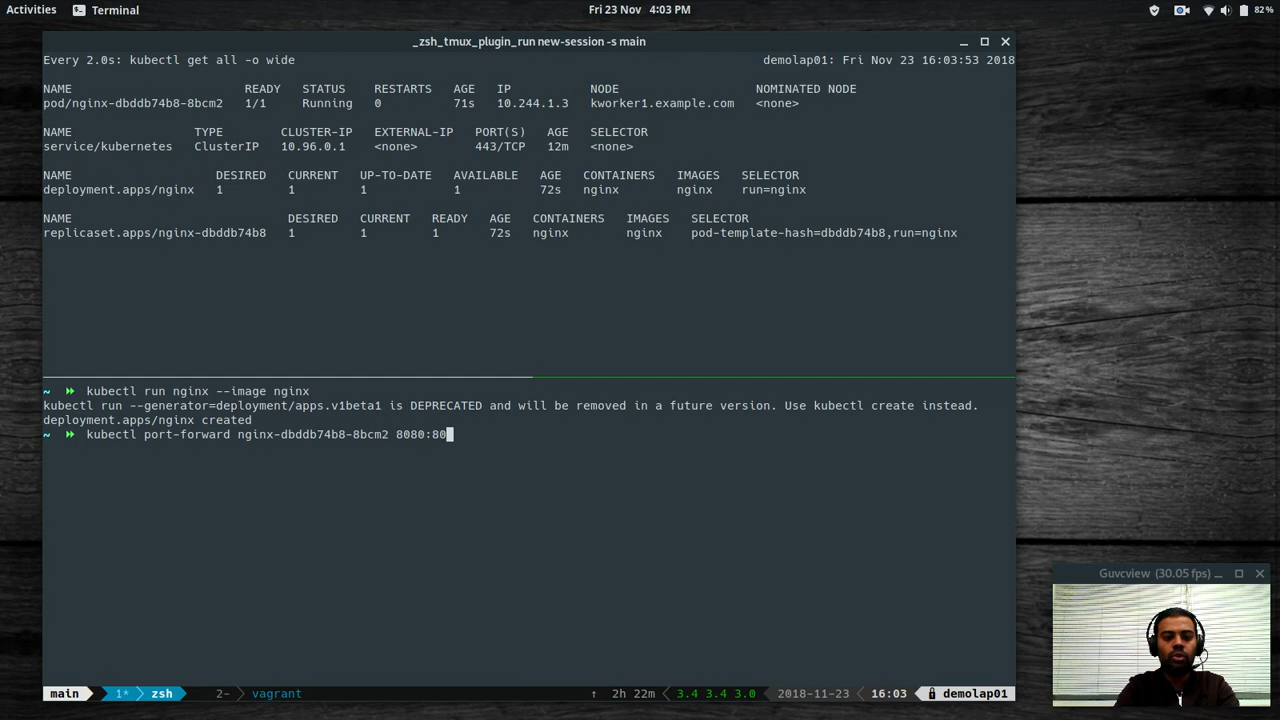 Activities Terminal Fri 23 Nov 4:03 PM 82 %
_zsh_tmux_plugin_run new-session -s main
Every 2.0s: kubectl get all -o wide demolap01: Fri Nov 23 16:03:53 2018
NAME READY STATUS RESTARTS AGE IP NODE NOMINATED NODE
pod/nginx-dbddb74b8-8bcm2 1/1 Running 0 71s 10.244.1.3 kworker1.example.com <none>
NAME TYPE CLUSTER-IP EXTERNAL-IP PORT(S) AGE SELECTOR
service/kubernetes ClusterIP 10.96.0.1 <none> 443/TCP 12m <none>
NAME DESIRED CURRENT UP-TO-DATE AVAILABLE AGE CONTAINERS IMAGES SELECTOR
deployment.apps/nginx 1 1 1 1 72s nginx nginx run=nginx
NAME DESIRED CURRENT READY AGE CONTAINERS IMAGES SELECTOR
replicaset.apps/nginx-dbddb74b8 1 1 1 72s nginx nginx pod-template-hash=dbddb74b8,run=nginx
~ kubectl run nginx --image nginx
kubectl run --generator=deployment/apps.v1beta1 is DEPRECATED and will be removed in a future version. Use kubectl create instead.
deployment.apps/nginx created
~ kubectl port-forward nginx-dbddb74b8-8bcm2 8080:80
Guvcview (30.05 fps)
main 1* zsh 2- vagrant ↑ 2h 22m 3.4 3.4 3.0 2018-11-23 16:03 demolap01